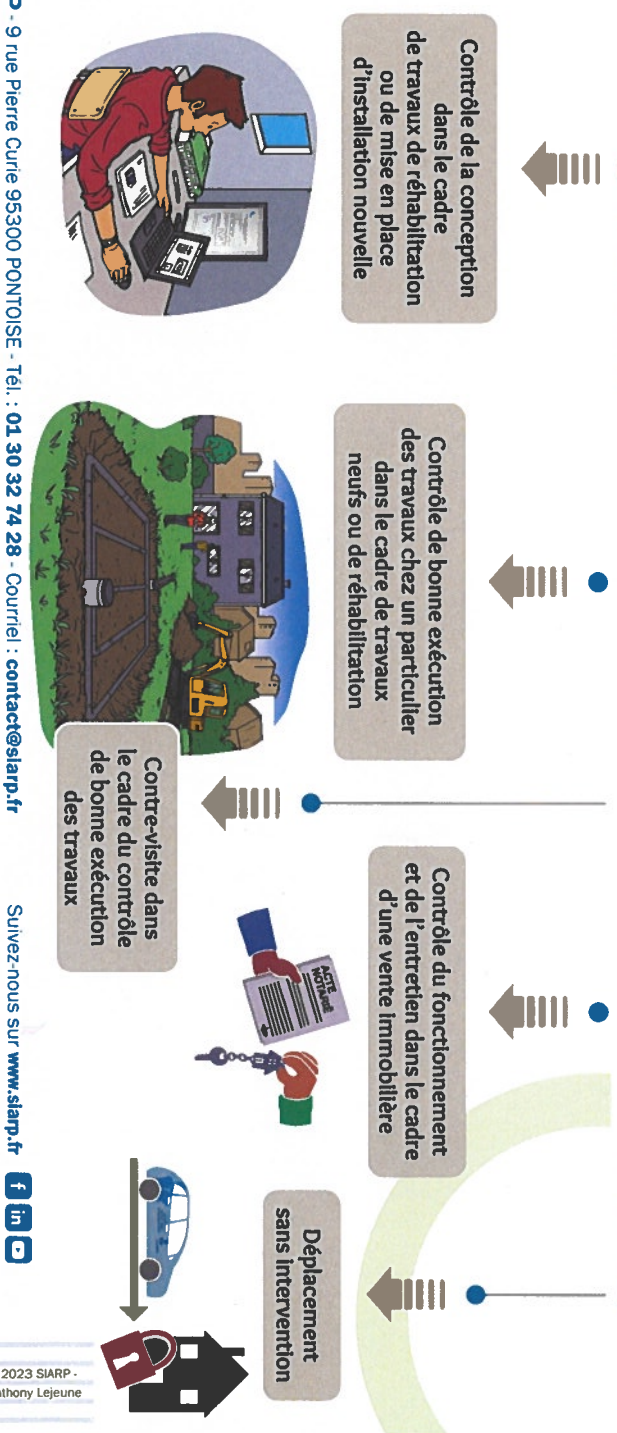 Contrôle de la conception
dans le cadre
de travaux de réhabilitation
ou de mise en place
d'installation nouvelle
Contrôle de bonne exécution
des travaux chez un particulier
dans le cadre de travaux
neufs ou de réhabilitation
Contre-visite dans
le cadre du contrôle
de bonne exécution
des travaux
Contrôle du fonctionnement
et de l'entretien dans le cadre
d'une vente immobilière
ACTE
NOTARIÉ
Déplacement
sans intervention
P - 9 rue Pierre Curie 95300 PONTOISE - Tél. : 01 30 32 74 28 - Courriel : contact@siarp.fr
Suivez-nous sur www.siarp.fr
f in
2023 SIARP -
thony Lejeune